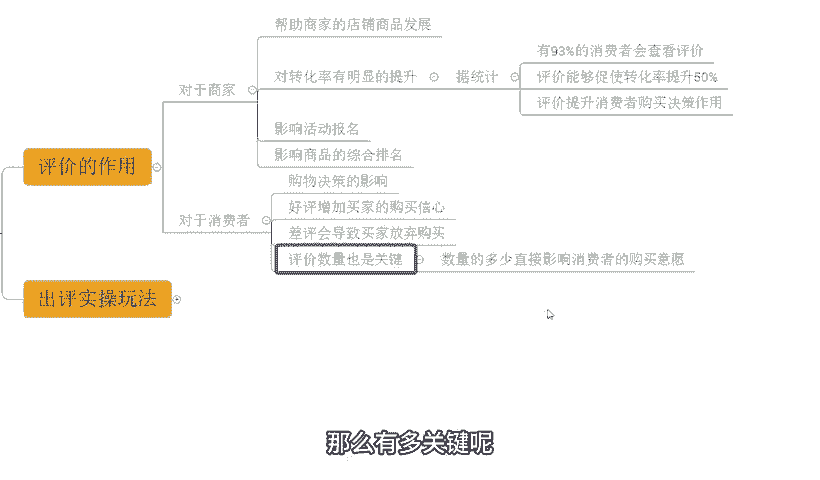 帮助商家的店铺商品发展
有93%的消费者会查看评价
对于商家
对转化率有明显的提升
据统计
评价能够促使转化率提升50%
评价提升消费者购买决策作用
影响活动报名
影响商品的综合排名
评价的作用
购物决策的影响
好评增加买家的购买信心
对于消费者
差评会导致买家放弃购买
评价数量也是关键
数量的多少直接影响消费者的购买意愿
出评实操玩法
那么有多关键呢